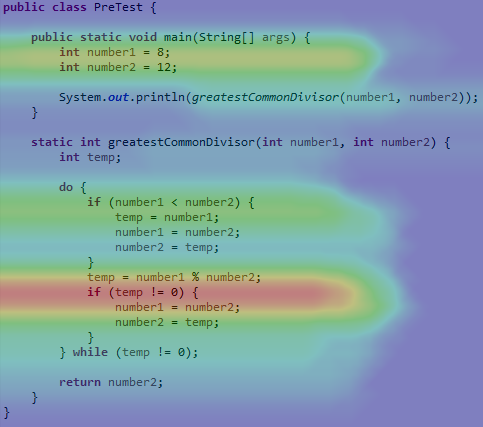 public class PreTest {
public static void main(String[] args) {
int number1 = 8;
int number2 = 12;
System.out.println(greatestCommonDivisor(number1, number2));
}
static int greatestCommonDivisor(int number1, int number2) {
int temp;
do {
if (number1 < number2) {
temp = number1;
number1 = number2;
number2 = temp;
}
temp = number1 % number2;
if (temp != 0) {
number1 = number2;
number2 = temp;
}
} while (temp != 0);
return number2;
}
}